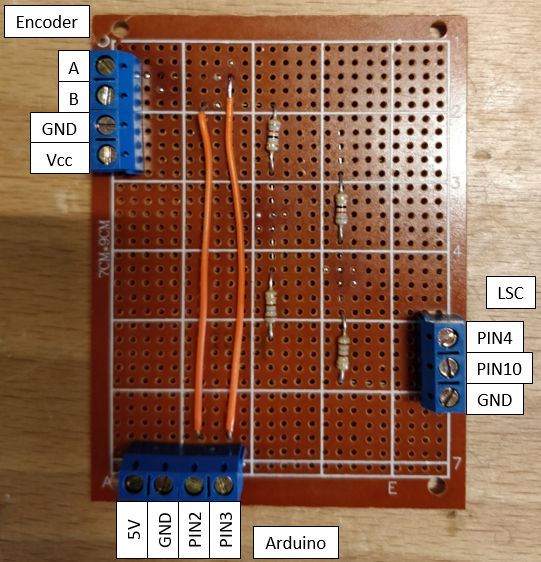 Encoder
A
B
GND
Vcc
1
2
3
4
7CM*9CM
LSC
PIN4
PIN10
GND
7
A
E
5V
GND
PIN2
PIN3
Arduino